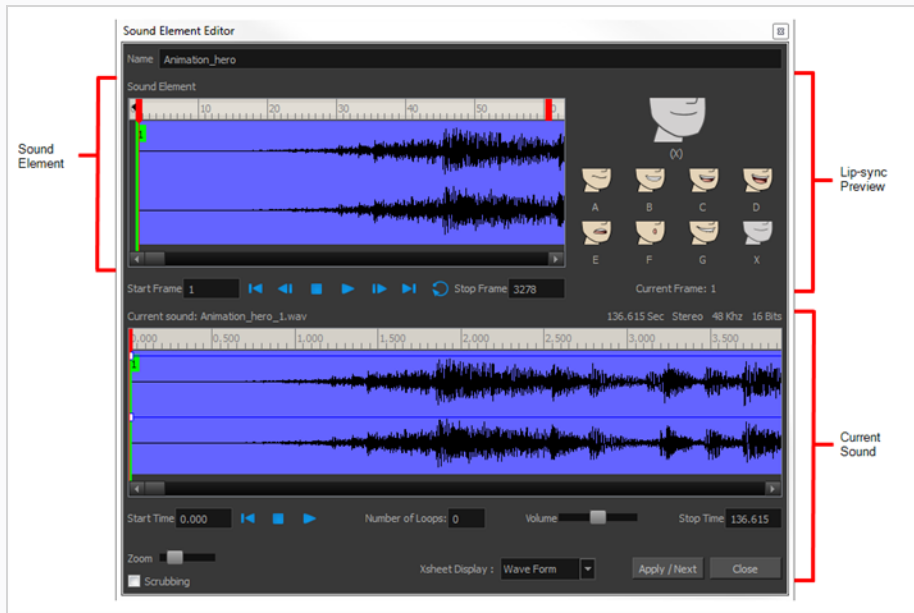 Sound Element Editor
Name Animation_hero
Sound Element
10 20 30 40 50
1
(X)
A B C D
E F G X
Sound
Element
Lip-sync
Preview
Start Frame 1 Stop Frame 3278 Current Frame: 1
Current sound: Animation_hero_1.wav 136.615 Sec Stereo 48 Khz 16 Bits
0.000 0.500 1.000 1.500 2.000 2.500 3.000 3.500
1
Current
Sound
Start Time 0.000 Number of Loops: 0 Volume Stop Time 136.615
Zoom
Scrubbing
Xsheet Display : Wave Form Apply / Next Close